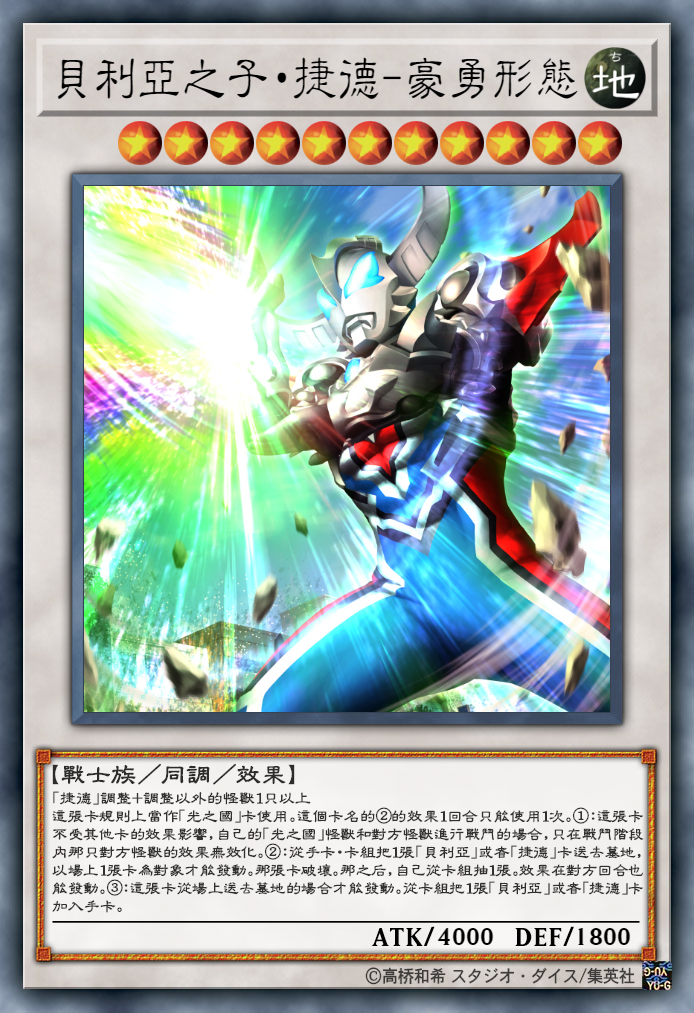 貝利亞之子・捷德-豪勇形態
ち
地
【戰士族／同調／效果】
「捷德」調整+調整以外的怪獸1只以上
這張卡規則上當作「光之國」卡使用。這個卡名的②的效果1回合只能使用1次。①：這張卡
不受其他卡的效果影響，自己的「光之國」怪獸和對方怪獸進行戰鬥的場合，只在戰鬥階段
內那只對方怪獸的效果無效化。②：從手卡・卡組把1張「貝利亞」或者「捷德」卡送去墓地，
以場上1張卡為對象才能發動。那張卡破壞。那之后，自己從卡組抽1張。效果在對方回合也
能發動。③：這張卡從場上送去墓地的場合才能發動。從卡組把1張「貝利亞」或者「捷德」卡
加入手卡。
ATK/4000 DEF/1800
©高桥和希 スタジオ・ダイス/集英社
YU-G